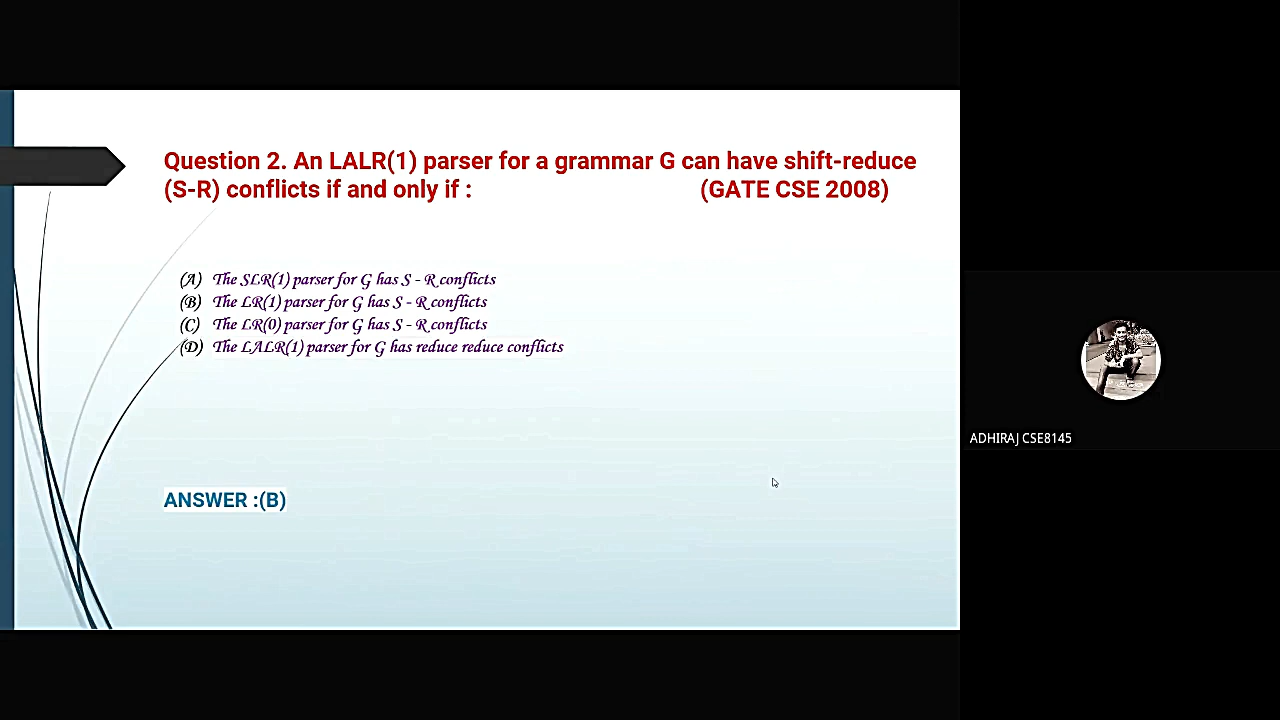 Question 2. An LALR(1) parser for a grammar G can have shift-reduce
(S-R) conflicts if and only if : (GATE CSE 2008)
(A) The SLR(1) parser for G has S - R conflicts
(B) The LR(1) parser for G has S - R conflicts
(C) The LR(0) parser for G has S - R conflicts
(D) The LALR(1) parser for G has reduce reduce conflicts
ANSWER :(B)
ADHIRAJ CSE8145